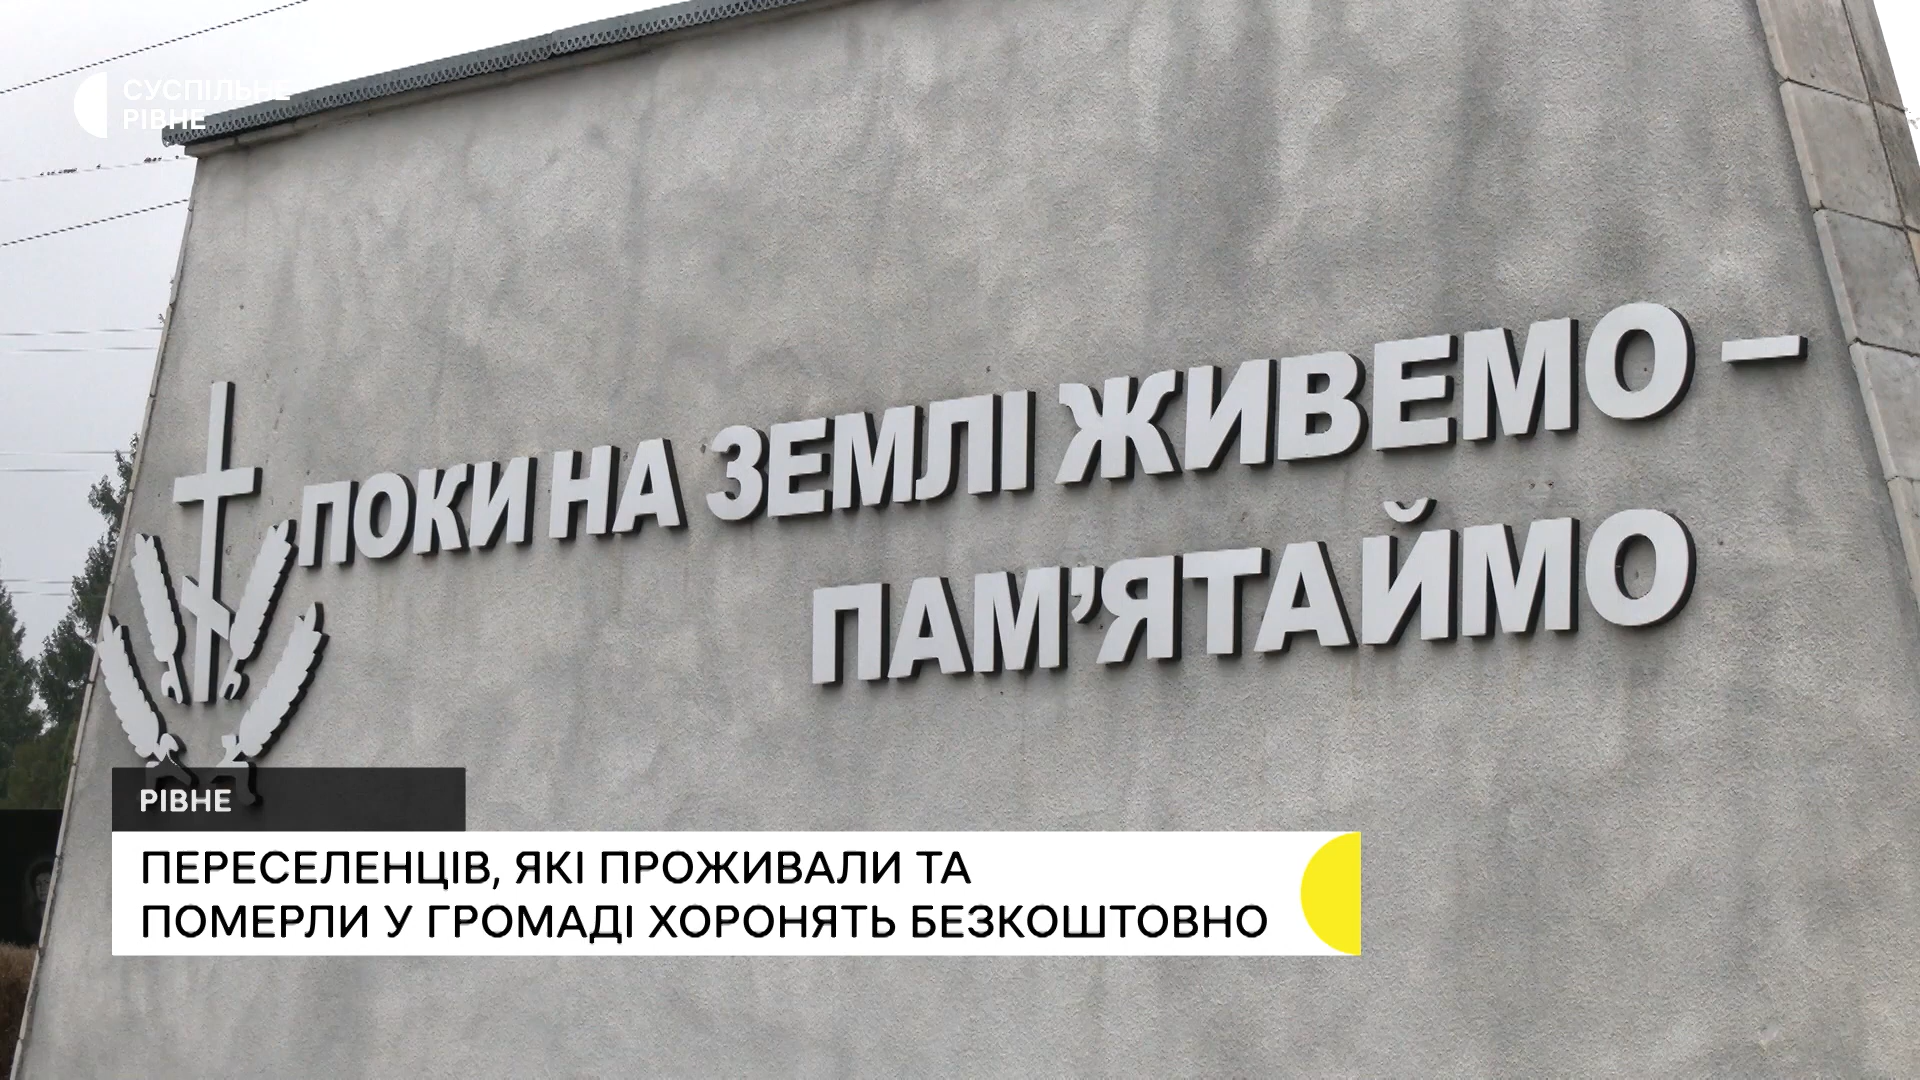 СУСПІЛЬНЕ
РІВНЕ
ПОКИ НА ЗЕМЛІ ЖИВЕМО –
ПАМ’ЯТАЙМО
РІВНЕ
ПЕРЕСЕЛЕНЦІВ, ЯКІ ПРОЖИВАЛИ ТА
ПОМЕРЛИ У ГРОМАДІ ХОРОНЯТЬ БЕЗКОШТОВНО